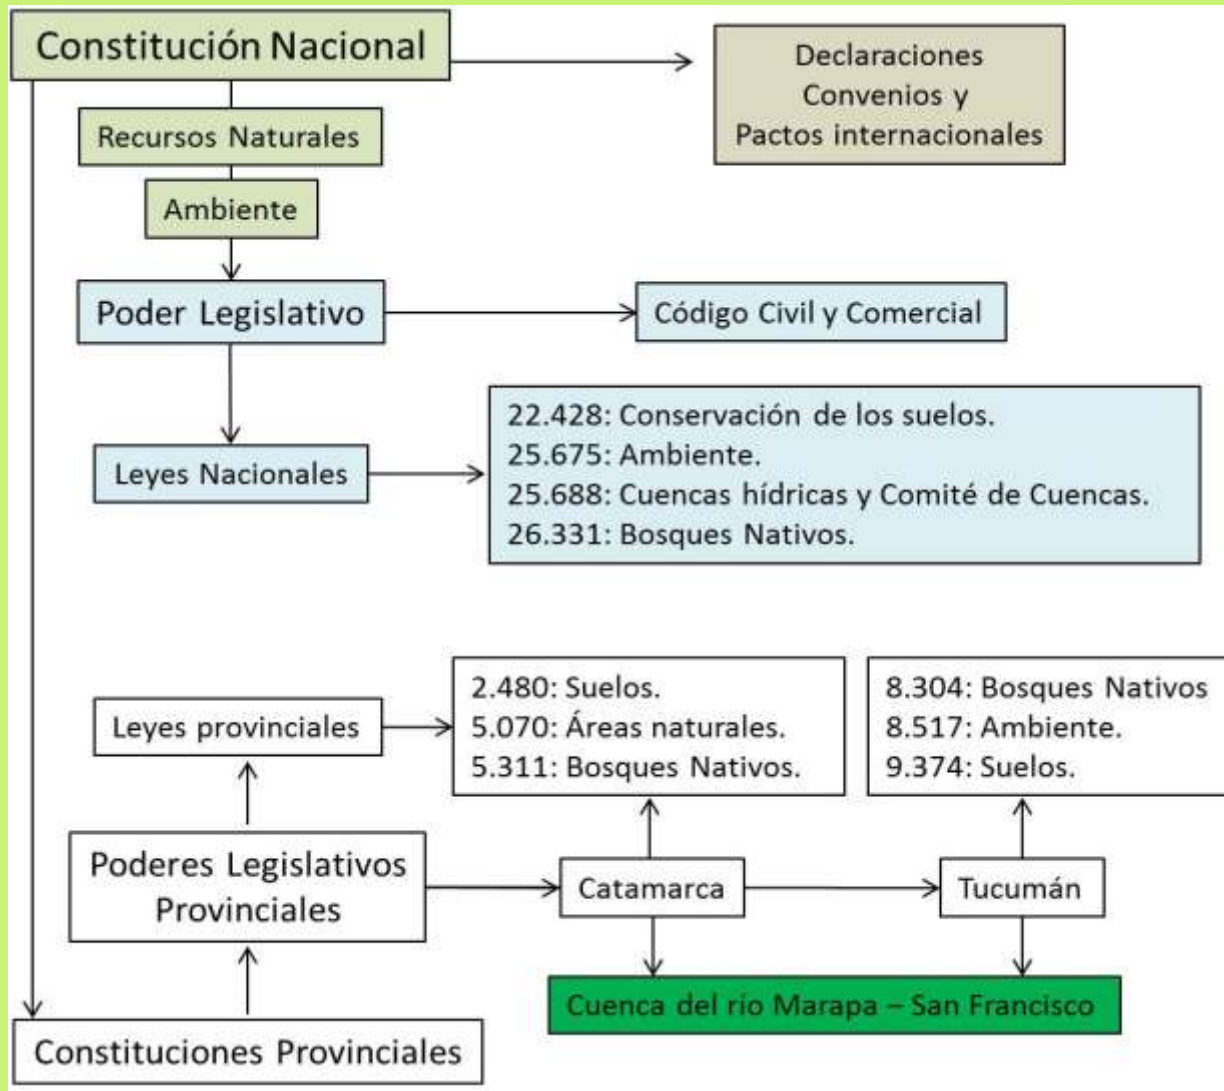 Constitución Nacional
Declaraciones
Convenios y
Pactos internacionales
Recursos Naturales
Ambiente
Poder Legislativo
Código Civil y Comercial
Leyes Nacionales
22.428: Conservación de los suelos.
25.675: Ambiente.
25.688: Cuencas hídricas y Comité de Cuencas.
26.331: Bosques Nativos.
Leyes provinciales
2.480: Suelos.
5.070: Áreas naturales.
5.311: Bosques Nativos.
8.304: Bosques Nativos
8.517: Ambiente.
9.374: Suelos.
Poderes Legislativos
Provinciales
Catamarca
Tucumán
Cuenca del río Marapa – San Francisco
Constituciones Provinciales